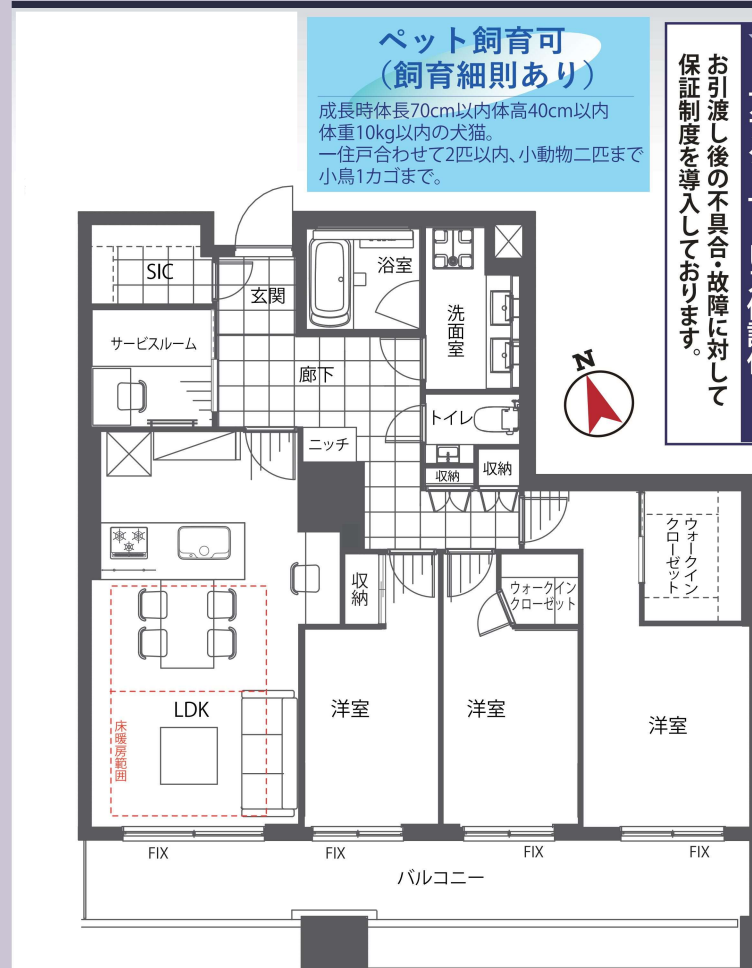 ペット飼育可
（飼育細則あり）
成長時体長70cm以内体高40cm以内
体重10kg以内の犬猫。
一住戸合わせて2匹以内、小動物二匹まで
小鳥1カゴまで。
お引渡し後の不具合・故障に対して
保証制度を導入しております。
SIC
玄関
浴室
洗面室
サービスルーム
廊下
N
トイレ
ニッチ
収納
収納
ウォークイン
クローゼット
収納
ウォークイン
クローゼット
LDK
洋室
洋室
洋室
床暖房範囲
FIX
FIX
FIX
FIX
バルコニー